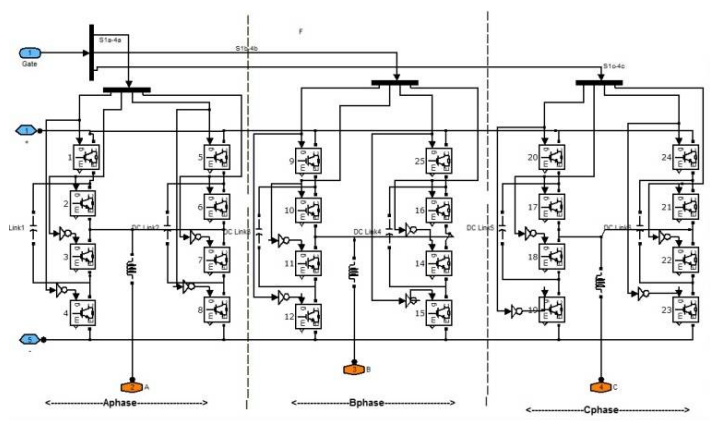 F
S1a-4a
S1b-4b
S1c-4c
1
Gate
1
+
1
5
9
25
20
24
2
6
10
16
17
21
Link1
DC Link2
DC Link3
DC Link4
DC Link5
DC Link6
3
7
11
14
18
22
4
8
12
15
19
23
5
-
2
A
3
B
4
C
<---------------Aphase--------------->
<---------------Bphase--------------->
<---------------Cphase--------------->